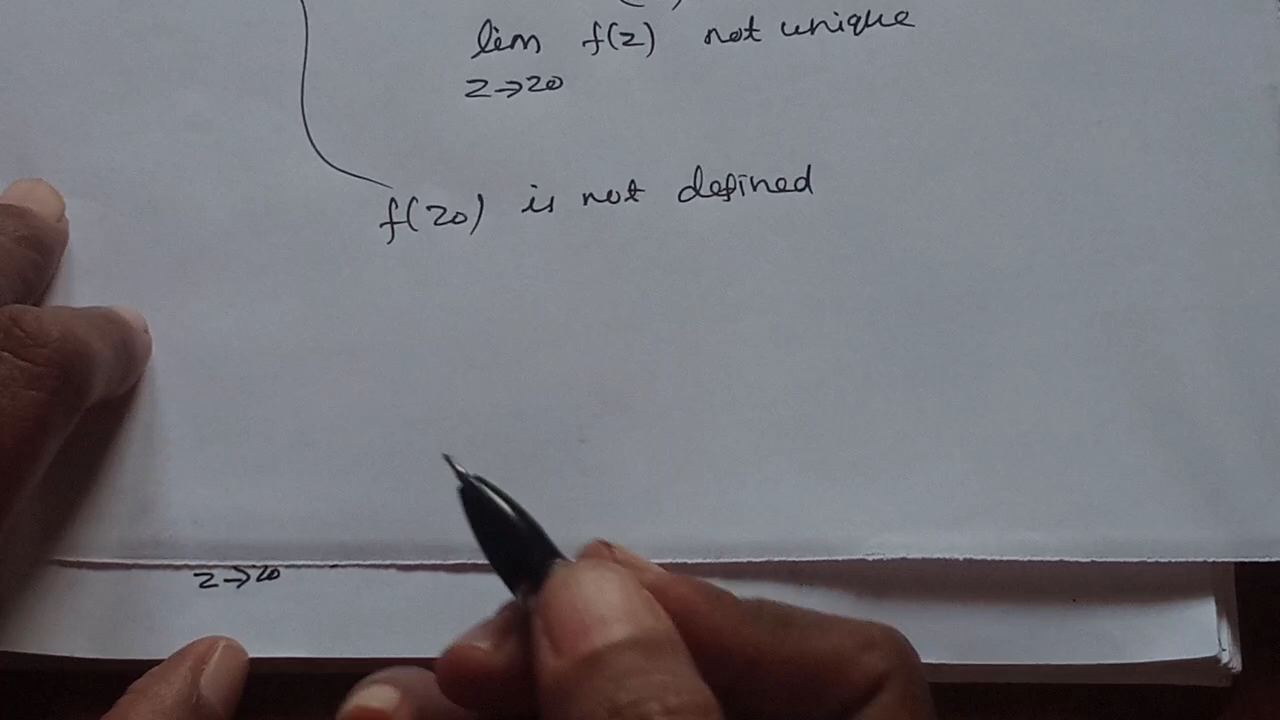 lim f(z) not unique
z→z0
f(z0) is not defined
z→z0